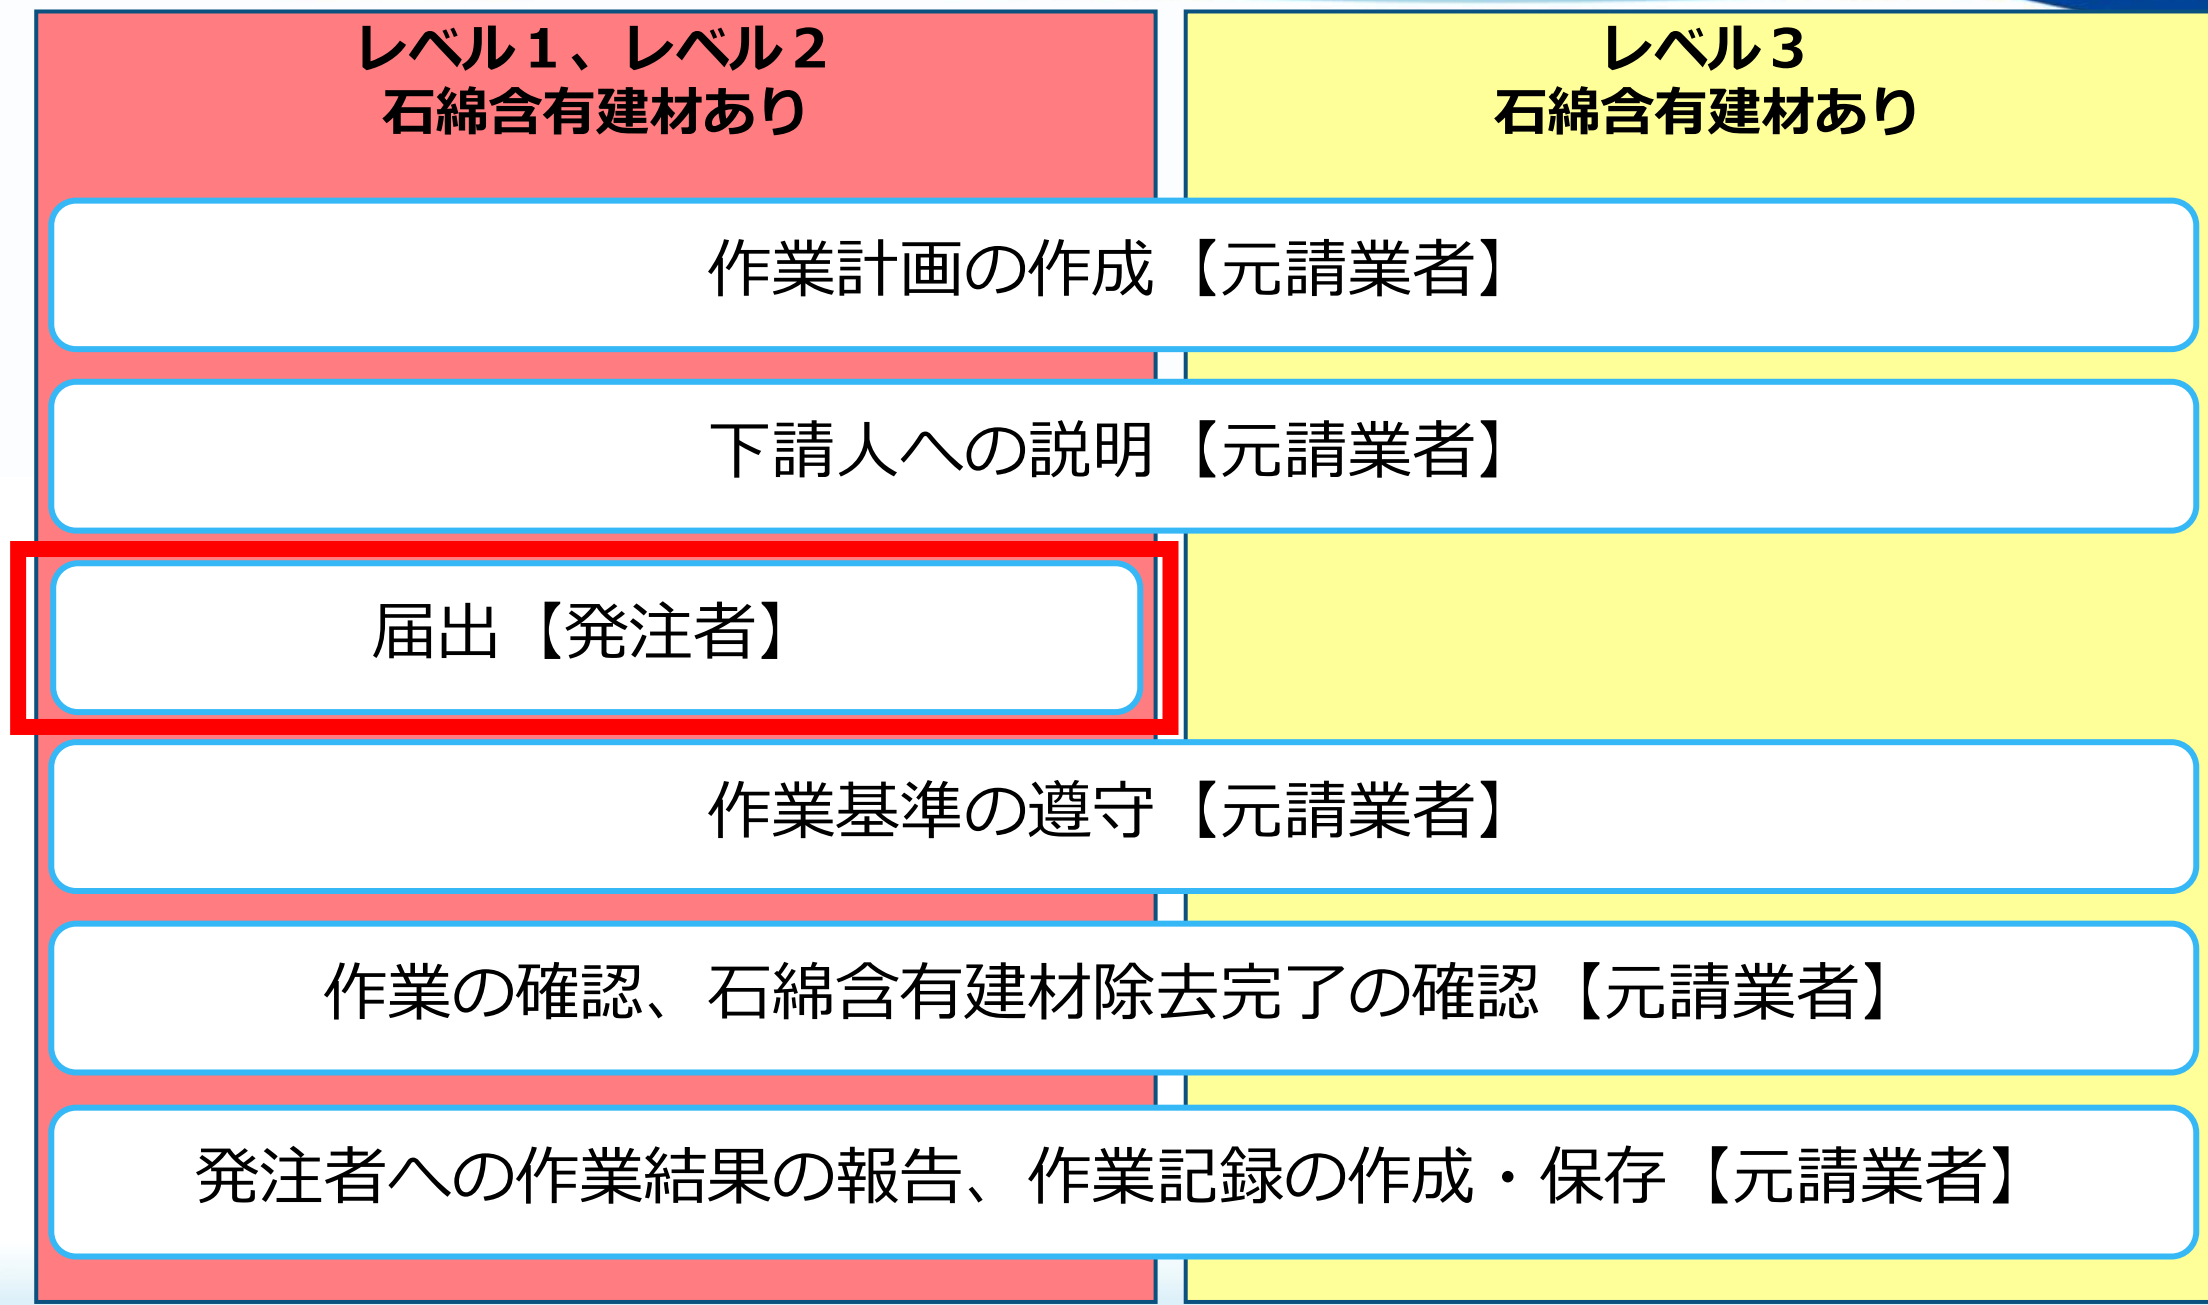 レベル１、レベル２
石綿含有建材あり
レベル３
石綿含有建材あり
作業計画の作成【元請業者】
下請人への説明【元請業者】
届出【発注者】
作業基準の遵守【元請業者】
作業の確認、石綿含有建材除去完了の確認【元請業者】
発注者への作業結果の報告、作業記録の作成・保存【元請業者】